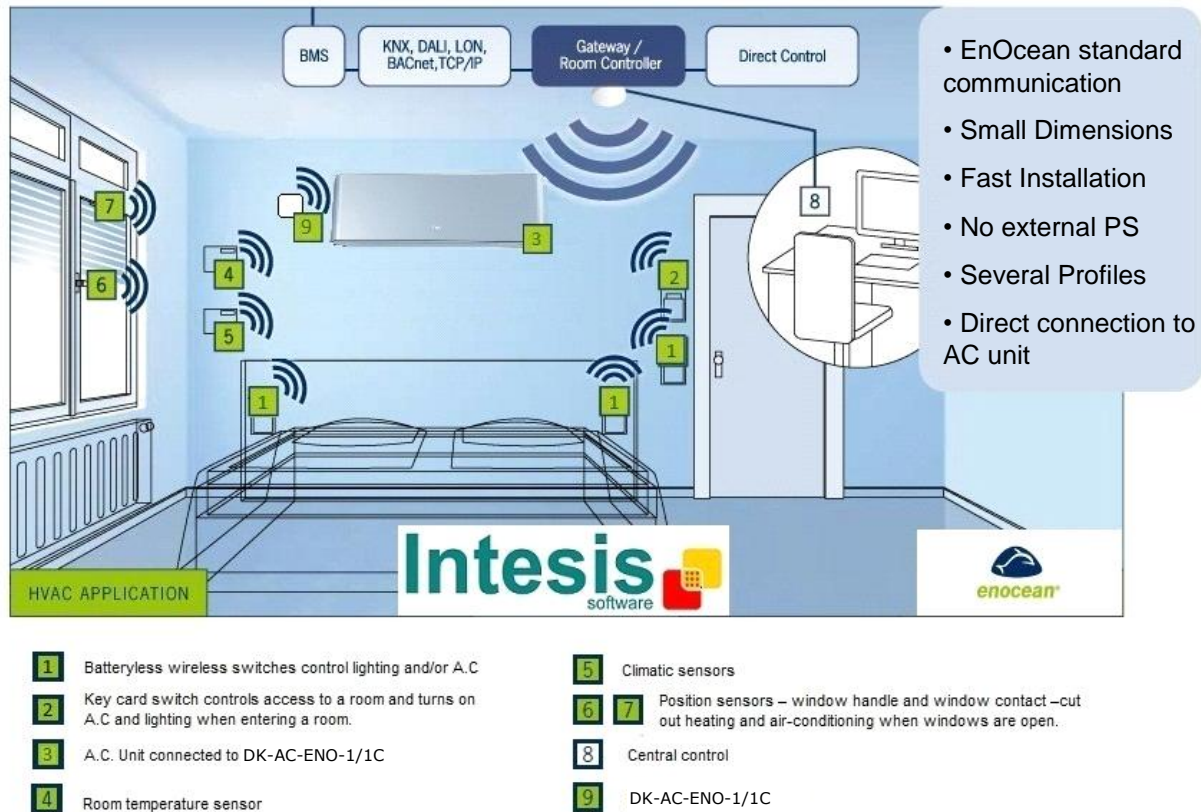 BMS
KNX, DALI, LON,
BACnet,TCP/IP
Gateway /
Room Controller
Direct Control
• EnOcean standard
communication
• Small Dimensions
• Fast Installation
• No external PS
• Several Profiles
• Direct connection to
AC unit
7
6
9
3
4
5
2
1
8
1
1
HVAC APPLICATION
Intesis
software
enocean®
1 Batteryless wireless switches control lighting and/or A.C
2 Key card switch controls access to a room and turns on
A.C and lighting when entering a room.
3 A.C. Unit connected to DK-AC-ENO-1/1C
4 Room temperature sensor
5 Climatic sensors
6 7 Position sensors – window handle and window contact –cut
out heating and air-conditioning when windows are open.
8 Central control
9 DK-AC-ENO-1/1C